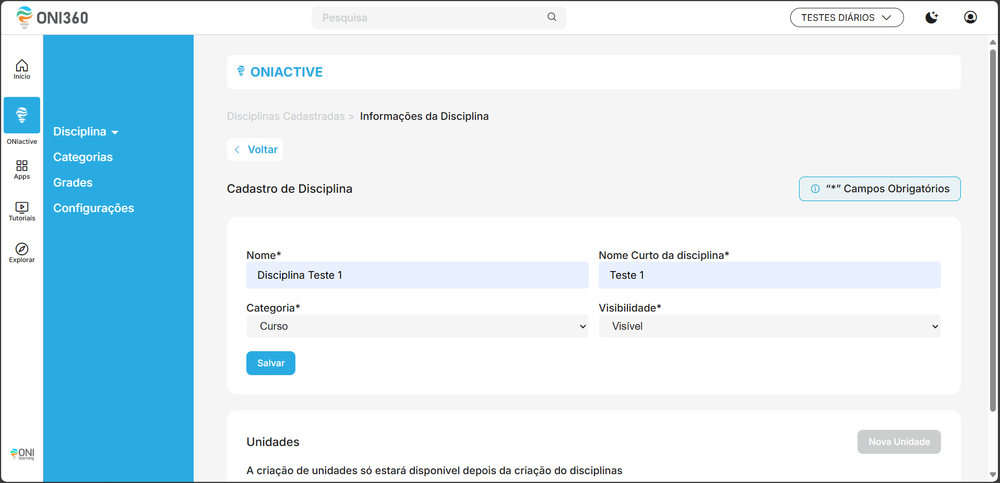 ONI360
Pesquisa
TESTES DIÁRIOS
Início
ONIactive
Apps
Tutoriais
Explorar
ONI
learning
Disciplina
Categorias
Grades
Configurações
ONIACTIVE
Disciplinas Cadastradas > Informações da Disciplina
Voltar
Cadastro de Disciplina
“*” Campos Obrigatórios
Nome* Nome Curto da disciplina*
Disciplina Teste 1 Teste 1
Categoria* Visibilidade*
Curso Visível
Salvar
Unidades Nova Unidade
A criação de unidades só estará disponível depois da criação do disciplinas